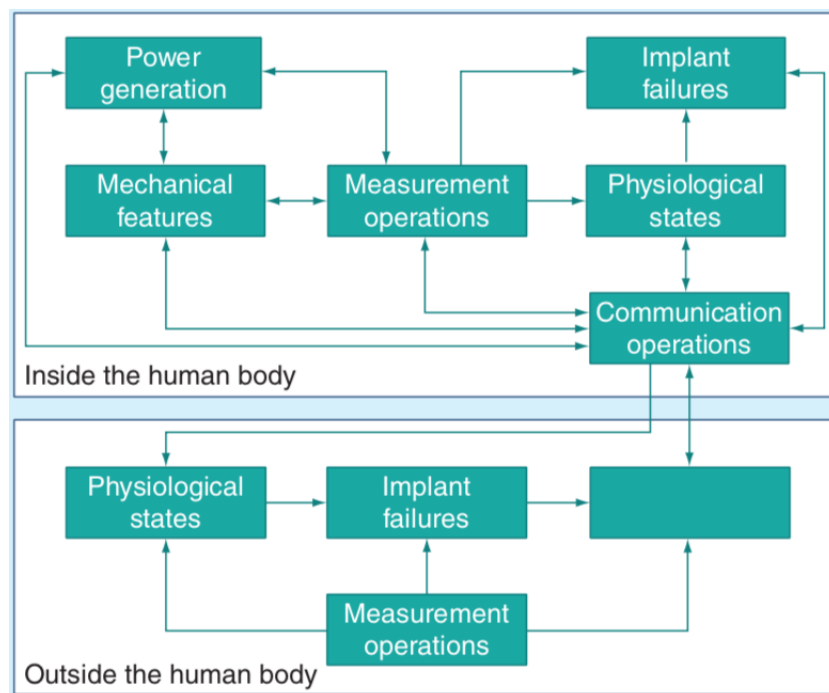 Power
generation
Implant
failures
Mechanical
features
Measurement
operations
Physiological
states
Communication
operations
Inside the human body
Physiological
states
Implant
failures
Measurement
operations
Outside the human body